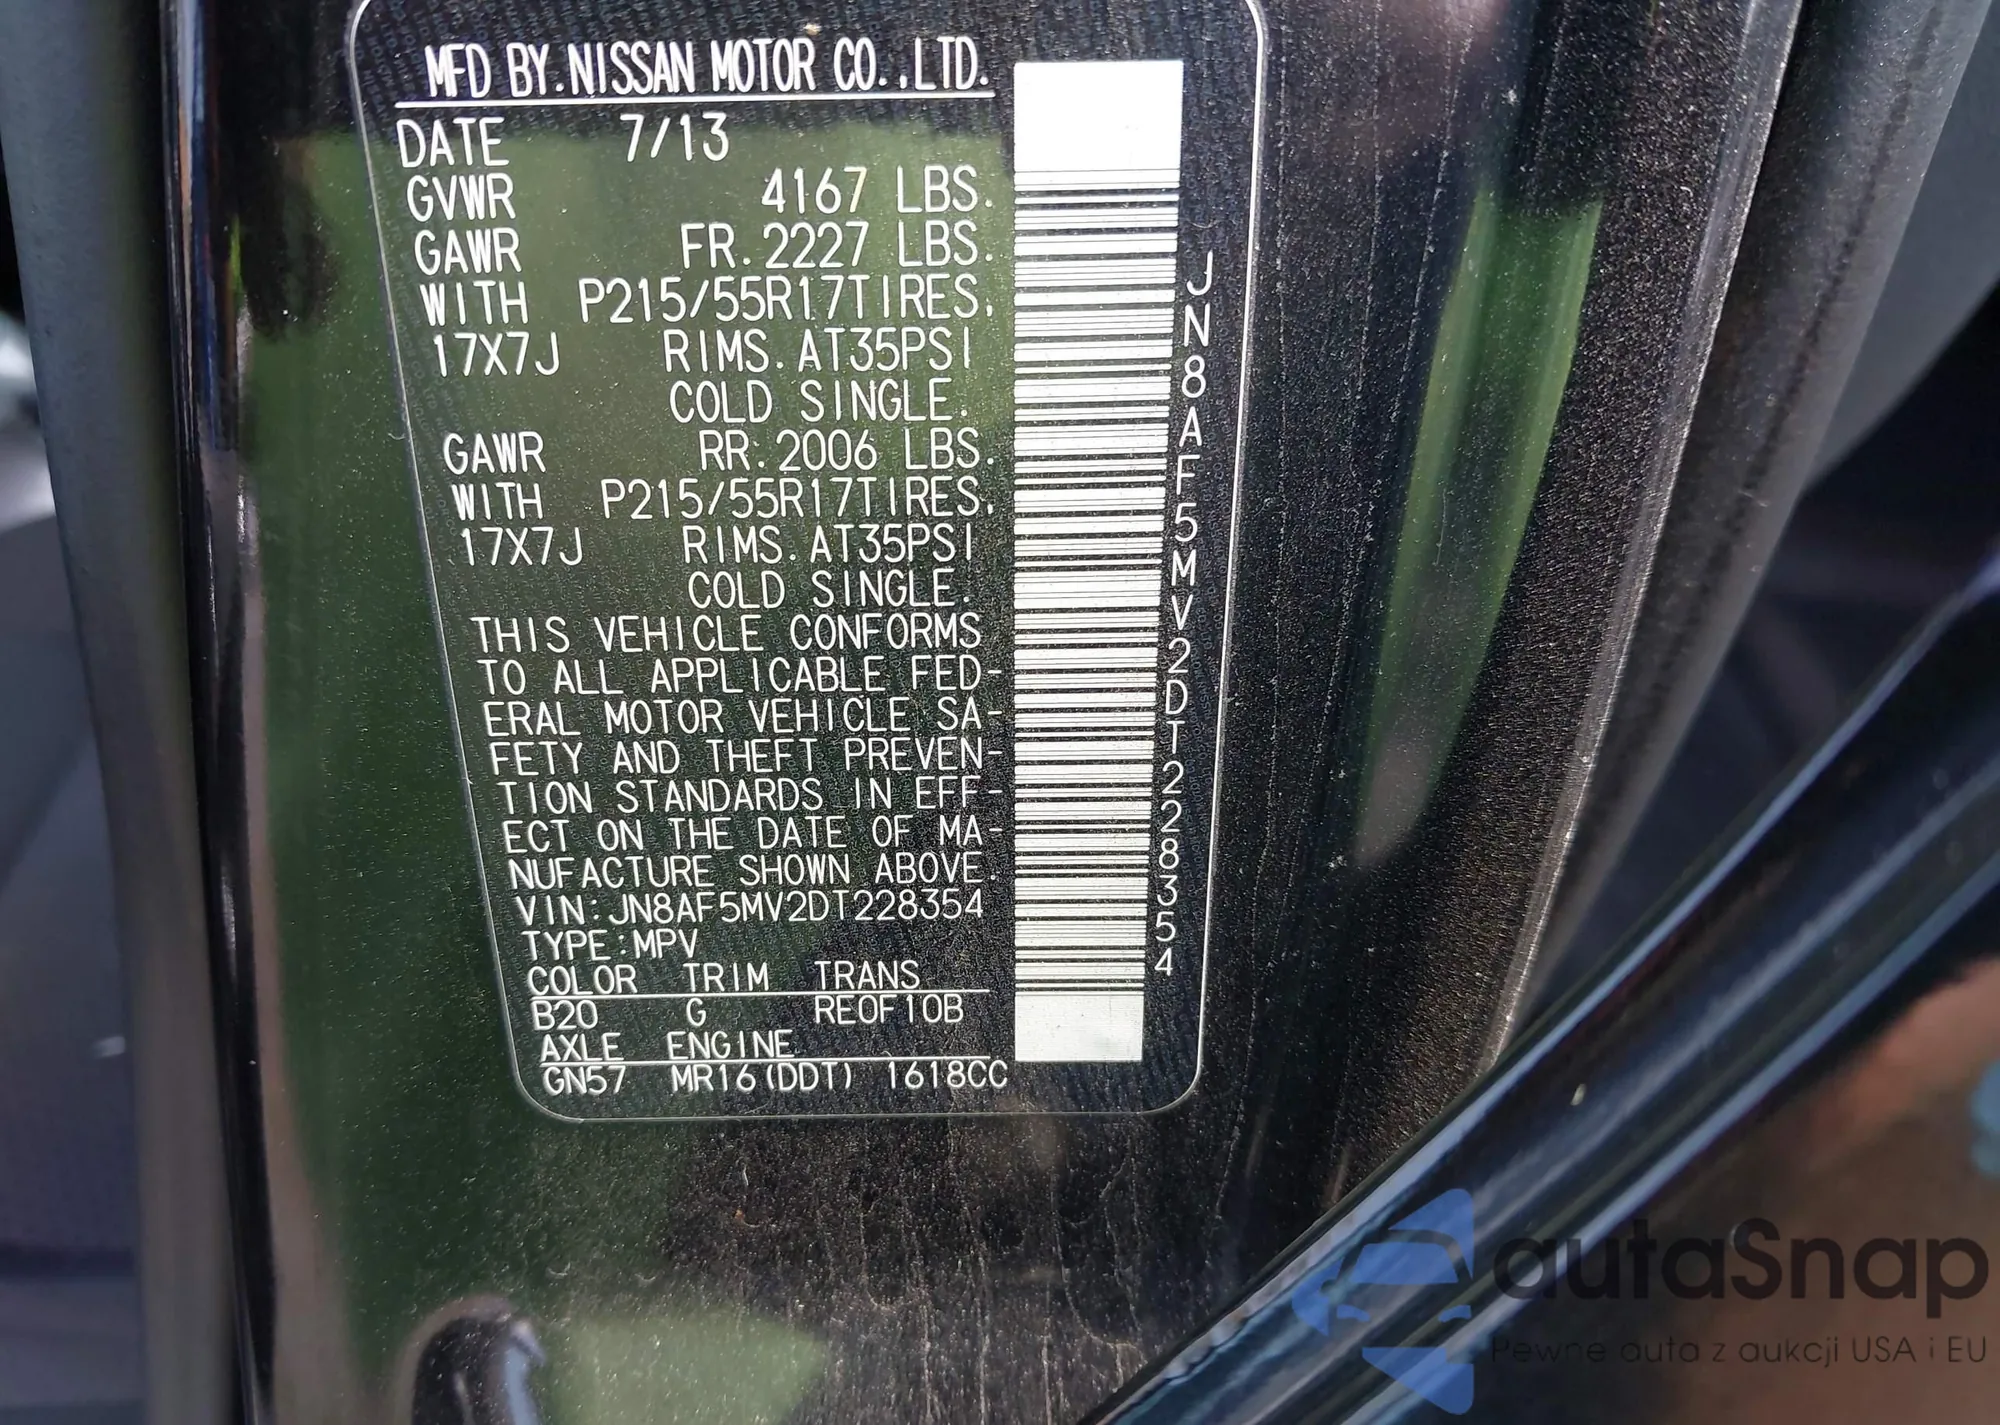 MFD BY.NISSAN MOTOR CO.,LTD.
DATE 7/13
GVWR 4167 LBS.
GAWR FR.2227 LBS.
WITH P215/55R17TIRES.
17X7J RIMS.AT35PSI
COLD SINGLE.
GAWR RR.2006 LBS.
WITH P215/55R17TIRES.
17X7J RIMS.AT35PSI
COLD SINGLE.
THIS VEHICLE CONFORMS
TO ALL APPLICABLE FED-
ERAL MOTOR VEHICLE SA-
FETY AND THEFT PREVEN-
TION STANDARDS IN EFF-
ECT ON THE DATE OF MA-
NUFACTURE SHOWN ABOVE.
VIN:JN8AF5MV2DT228354
TYPE:MPV
COLOR TRIM TRANS
B20 G RE0F10B
AXLE ENGINE
GN57 MR16(DDT) 1618CC
JN8AF5MV2DT228354
autaSnap
Pewne auta z aukcji USA i EU